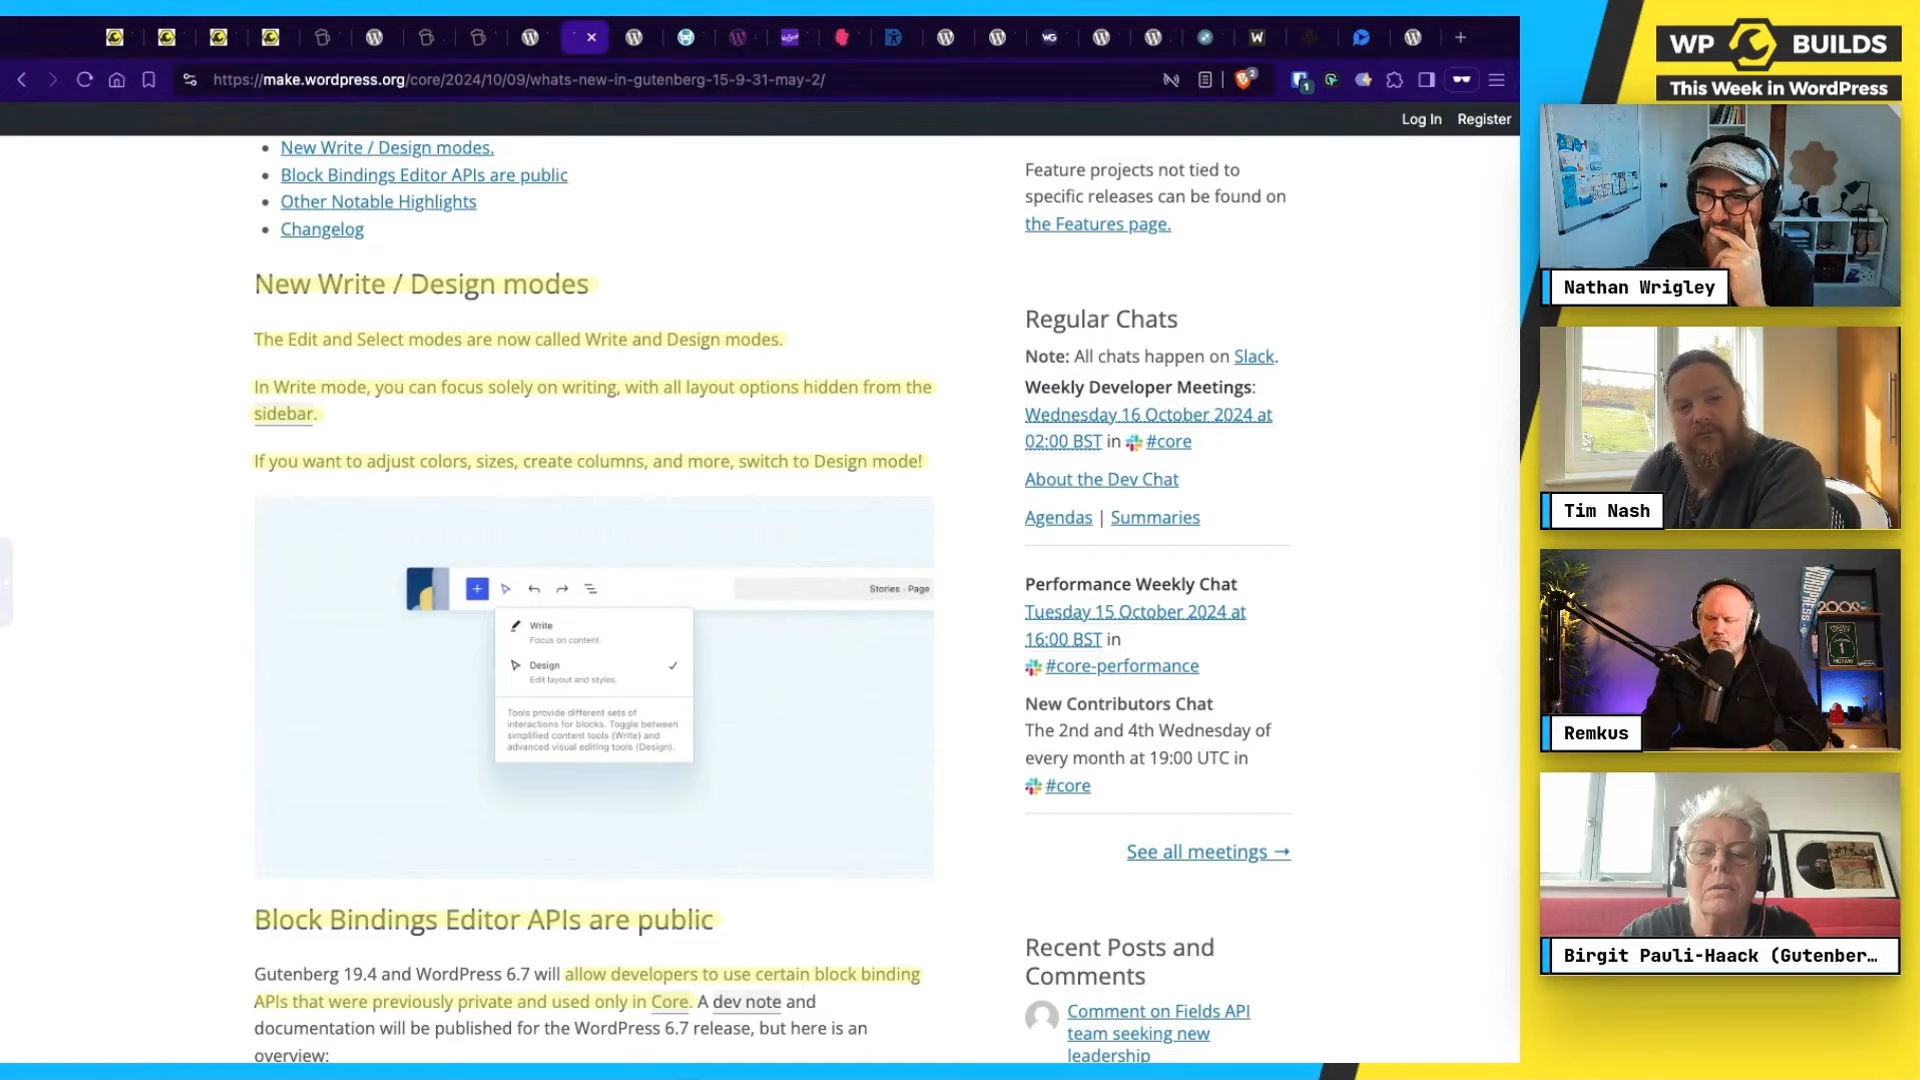 https://make.wordpress.org/core/2024/10/09/whats-new-in-gutenberg-15-9-31-may-2/
Log In Register
New Write / Design modes.
Block Bindings Editor APIs are public
Other Notable Highlights
Changelog
New Write / Design modes
The Edit and Select modes are now called Write and Design modes.
In Write mode, you can focus solely on writing, with all layout options hidden from the
sidebar.
If you want to adjust colors, sizes, create columns, and more, switch to Design mode!
Stories · Page
Write
Focus on content.
Design
Edit layout and styles.
Tools provide different sets of
interactions for blocks. Toggle between
simplified content tools (Write) and
advanced visual editing tools (Design).
Block Bindings Editor APIs are public
Gutenberg 19.4 and WordPress 6.7 will allow developers to use certain block binding
APIs that were previously private and used only in Core. A dev note and
documentation will be published for the WordPress 6.7 release, but here is an
overview:
Feature projects not tied to
specific releases can be found on
the Features page.
Regular Chats
Note: All chats happen on Slack.
Weekly Developer Meetings:
Wednesday 16 October 2024 at
02:00 BST in #core
About the Dev Chat
Agendas | Summaries
Performance Weekly Chat
Tuesday 15 October 2024 at
16:00 BST in
#core-performance
New Contributors Chat
The 2nd and 4th Wednesday of
every month at 19:00 UTC in
#core
See all meetings →
Recent Posts and
Comments
Comment on Fields API
team seeking new
leadership
WP BUILDS
This Week in WordPress
Nathan Wrigley
Tim Nash
Remkus
Birgit Pauli-Haack (Gutenber…